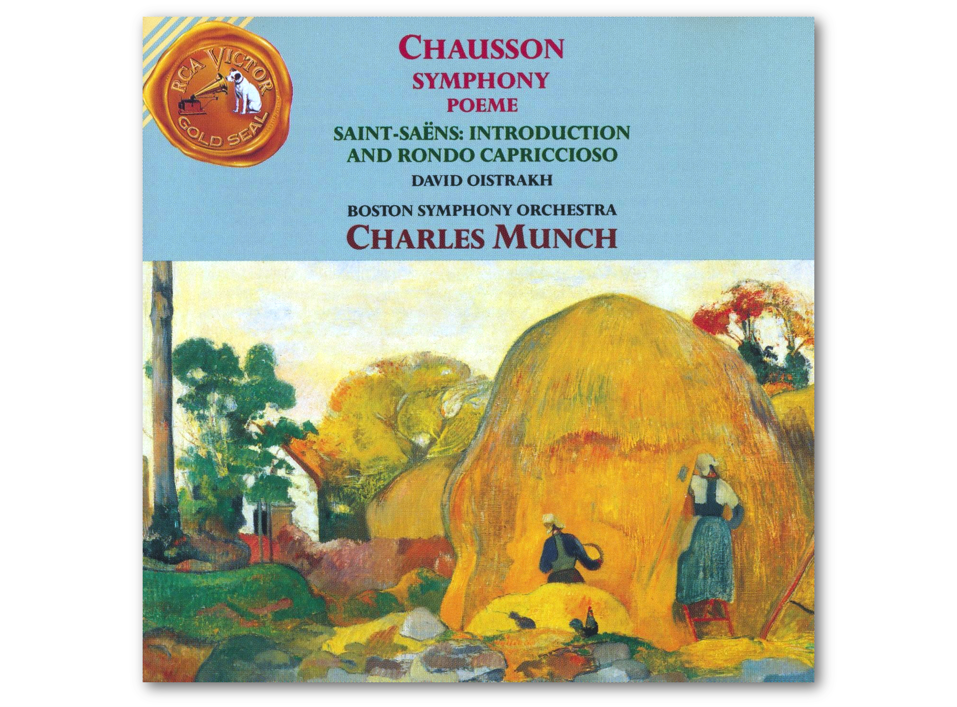 RCA VICTOR
GOLD SEAL
CHAUSSON
SYMPHONY
POEME
SAINT-SAËNS: INTRODUCTION
AND RONDO CAPRICCIOSO
DAVID OISTRAKH
BOSTON SYMPHONY ORCHESTRA
CHARLES MUNCH